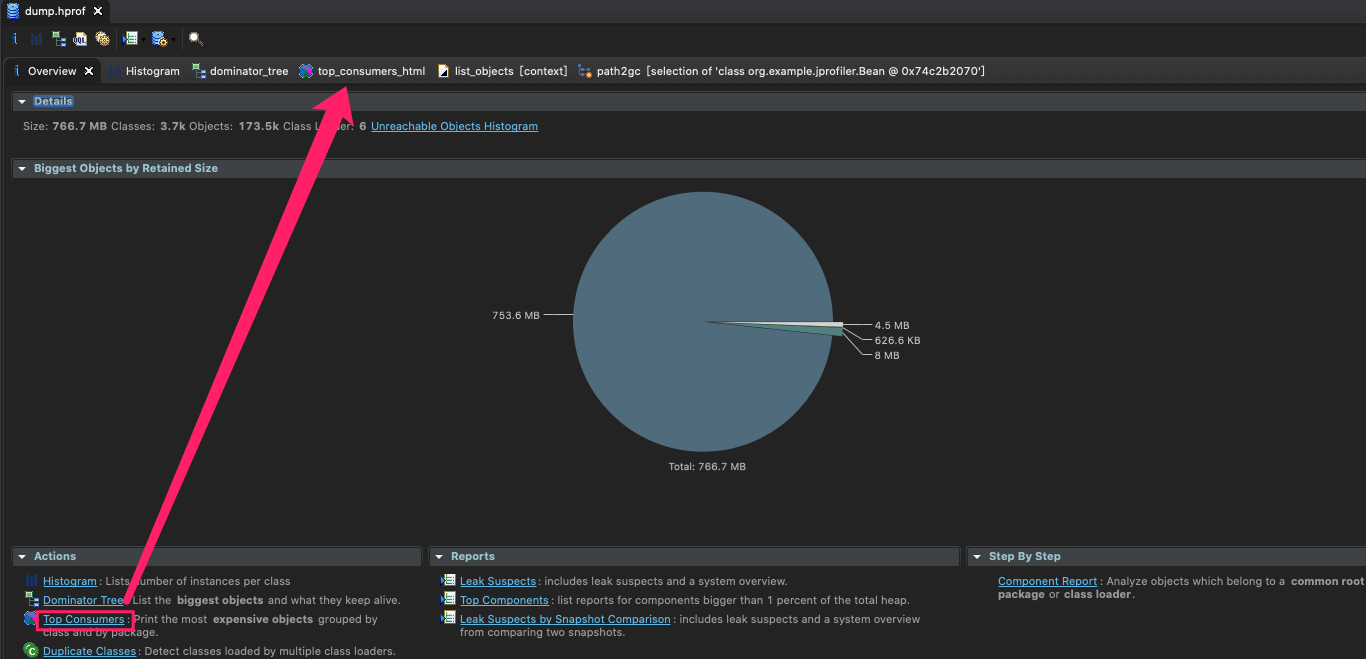 dump.hprof
Overview Histogram dominator_tree top_consumers_html list_objects [context] path2gc [selection of 'class org.example.jprofiler.Bean @ 0x74c2b2070']
Details
Size: 766.7 MB Classes: 3.7k Objects: 173.5k Class : 6 Unreachable Objects Histogram
Biggest Objects by Retained Size
753.6 MB
4.5 MB
626.6 KB
8 MB
Total: 766.7 MB
Actions
Histogram : Lists number of instances per class
Dominator Tree : List the biggest objects and what they keep alive.
Top Consumers : Print the most expensive objects grouped by
class and by package.
Duplicate Classes : Detect classes loaded by multiple class loaders.
Reports
Leak Suspects : includes leak suspects and a system overview.
Top Components : list reports for components bigger than 1 percent of the total heap.
Leak Suspects by Snapshot Comparison : includes leak suspects and a system overview
from comparing two snapshots.
Step By Step
Component Report : Analyze objects which belong to a common root
package or class loader.